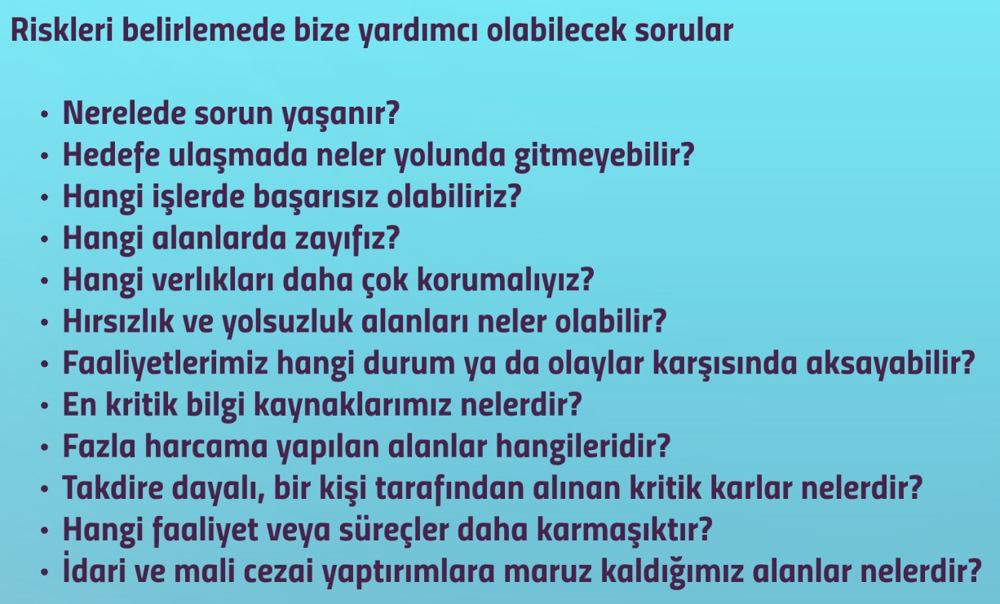 Riskleri belirlemede bize yardımcı olabilecek sorular
• Nerelede sorun yaşanır?
• Hedefe ulaşmada neler yolunda gitmeyebilir?
• Hangi işlerde başarısız olabiliriz?
• Hangi alanlarda zayıfız?
• Hangi verlıkları daha çok korumalıyız?
• Hırsızlık ve yolsuzluk alanları neler olabilir?
• Faaliyetlerimiz hangi durum ya da olaylar karşısında aksayabilir?
• En kritik bilgi kaynaklarımız nelerdir?
• Fazla harcama yapılan alanlar hangileridir?
• Takdire dayalı, bir kişi tarafından alınan kritik karlar nelerdir?
• Hangi faaliyet veya süreçler daha karmaşıktır?
• İdari ve mali cezai yaptırımlara maruz kaldığımız alanlar nelerdir?